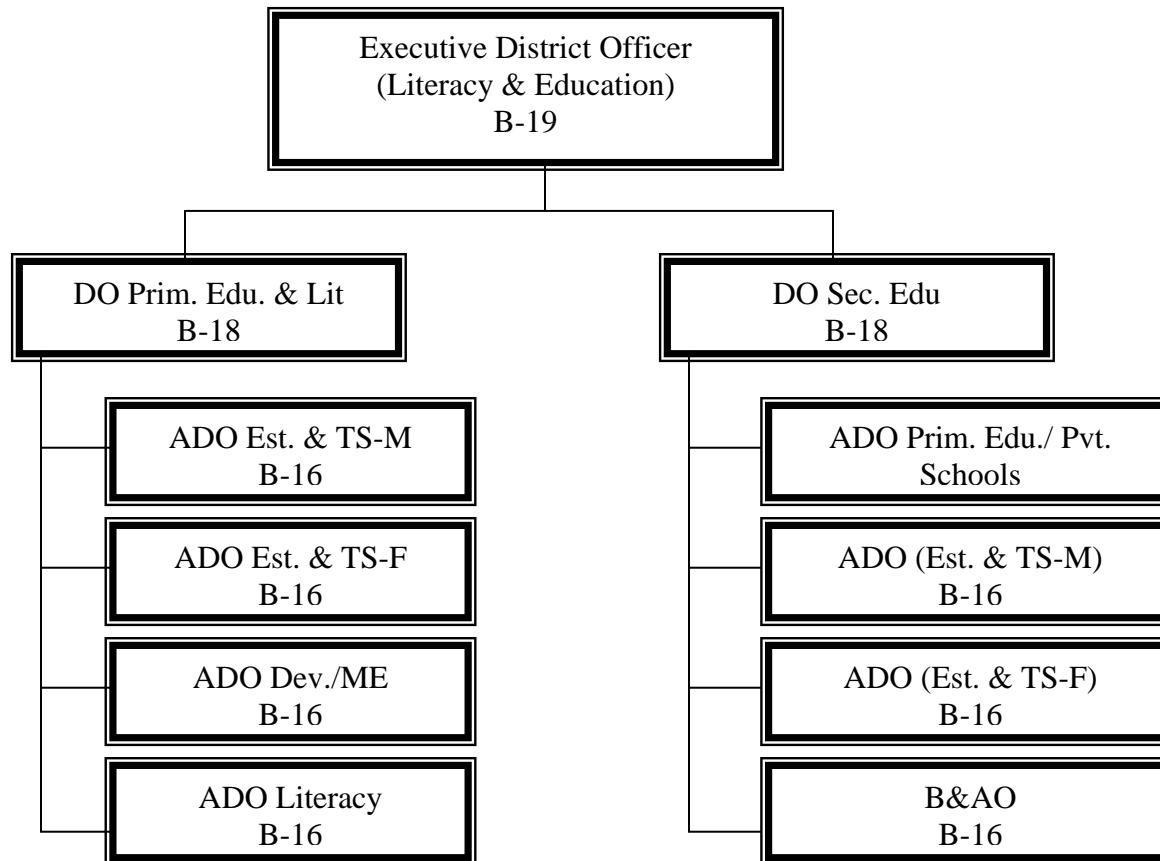 Executive District Officer
(Literacy & Education)
B-19
DO Prim. Edu. & Lit
B-18
DO Sec. Edu
B-18
ADO Est. & TS-M
B-16
ADO Est. & TS-F
B-16
ADO Dev./ME
B-16
ADO Literacy
B-16
ADO Prim. Edu./ Pvt.
Schools
ADO (Est. & TS-M)
B-16
ADO (Est. & TS-F)
B-16
B&AO
B-16